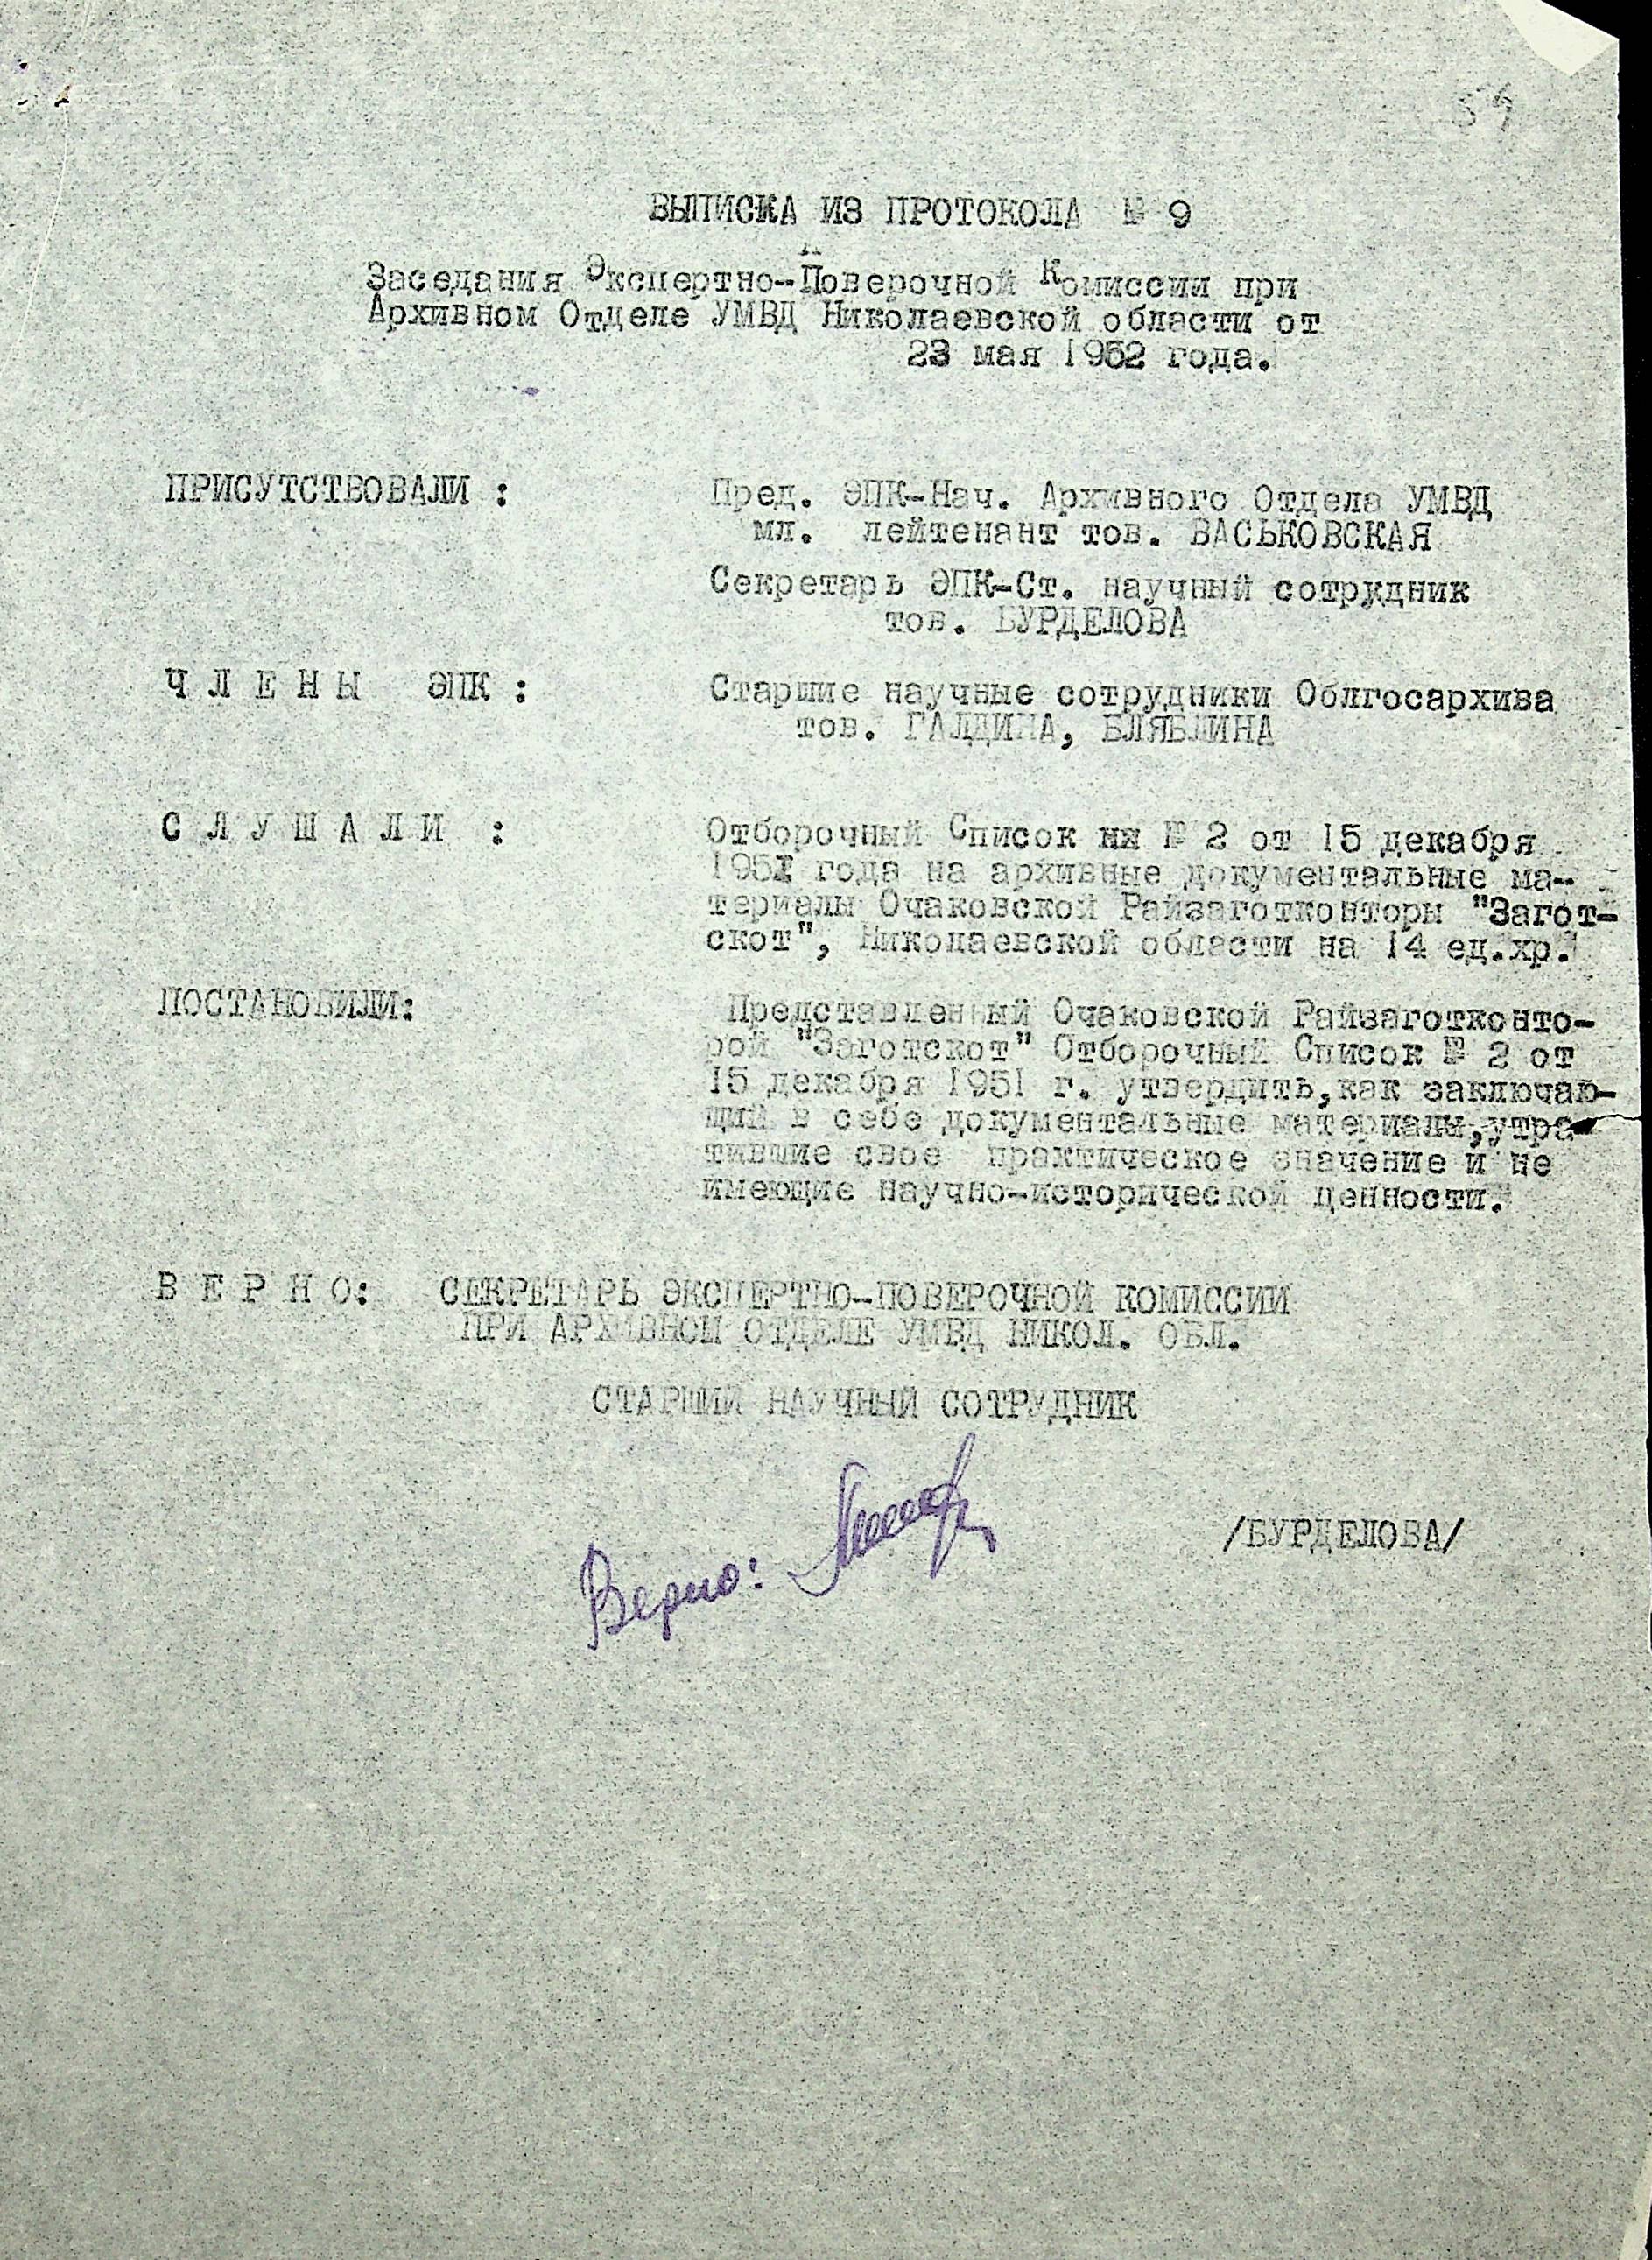 59
ВЫПИСКА ИЗ ПРОТОКОЛА № 9
Заседания Экспертно-Поверочной Комиссии при
Архивном Отделе УМВД Николаевской области от
23 мая 1952 года.
ПРИСУТСТВОВАЛИ : Пред. ЭПК-Нач. Архивного Отдела УМВД
мл. лейтенант тов. ВАСЬКОВСКАЯ
Секретарь ЭПК-Ст. научный сотрудник
тов. БУРДЕЛОВА
Ч Л Е Н Ы ЭПК : Старшие научные сотрудники Облгосархива
тов. ГАЛДИНА, БЛЯБЛИНА
С Л У Ш А Л И : Отборочный Список на № 2 от 15 декабря
1951 года на архивные документальные ма-
териалы Очаковской Райзаготконторы "Загот-
скот", Николаевской области на 14 ед.хр.
ПОСТАНОВИЛИ: Представленный Очаковской Райзаготконто-
рой "Заготскот" Отборочный Список № 2 от
15 декабря 1951 г. утвердить,как заключаю-
щий в себе документальные материалы,утра-
тившие свое практическое значение и не
имеющие научно-исторической ценности.
В Е Р Н О: СЕКРЕТАРЬ ЭКСПЕРТНО-ПОВЕРОЧНОЙ КОМИССИИ
ПРИ АРХИВНОМ ОТДЕЛЕ УМВД НИКОЛ. ОБЛ.
СТАРШИЙ НАУЧНЫЙ СОТРУДНИК
/БУРДЕЛОВА/
Верно: